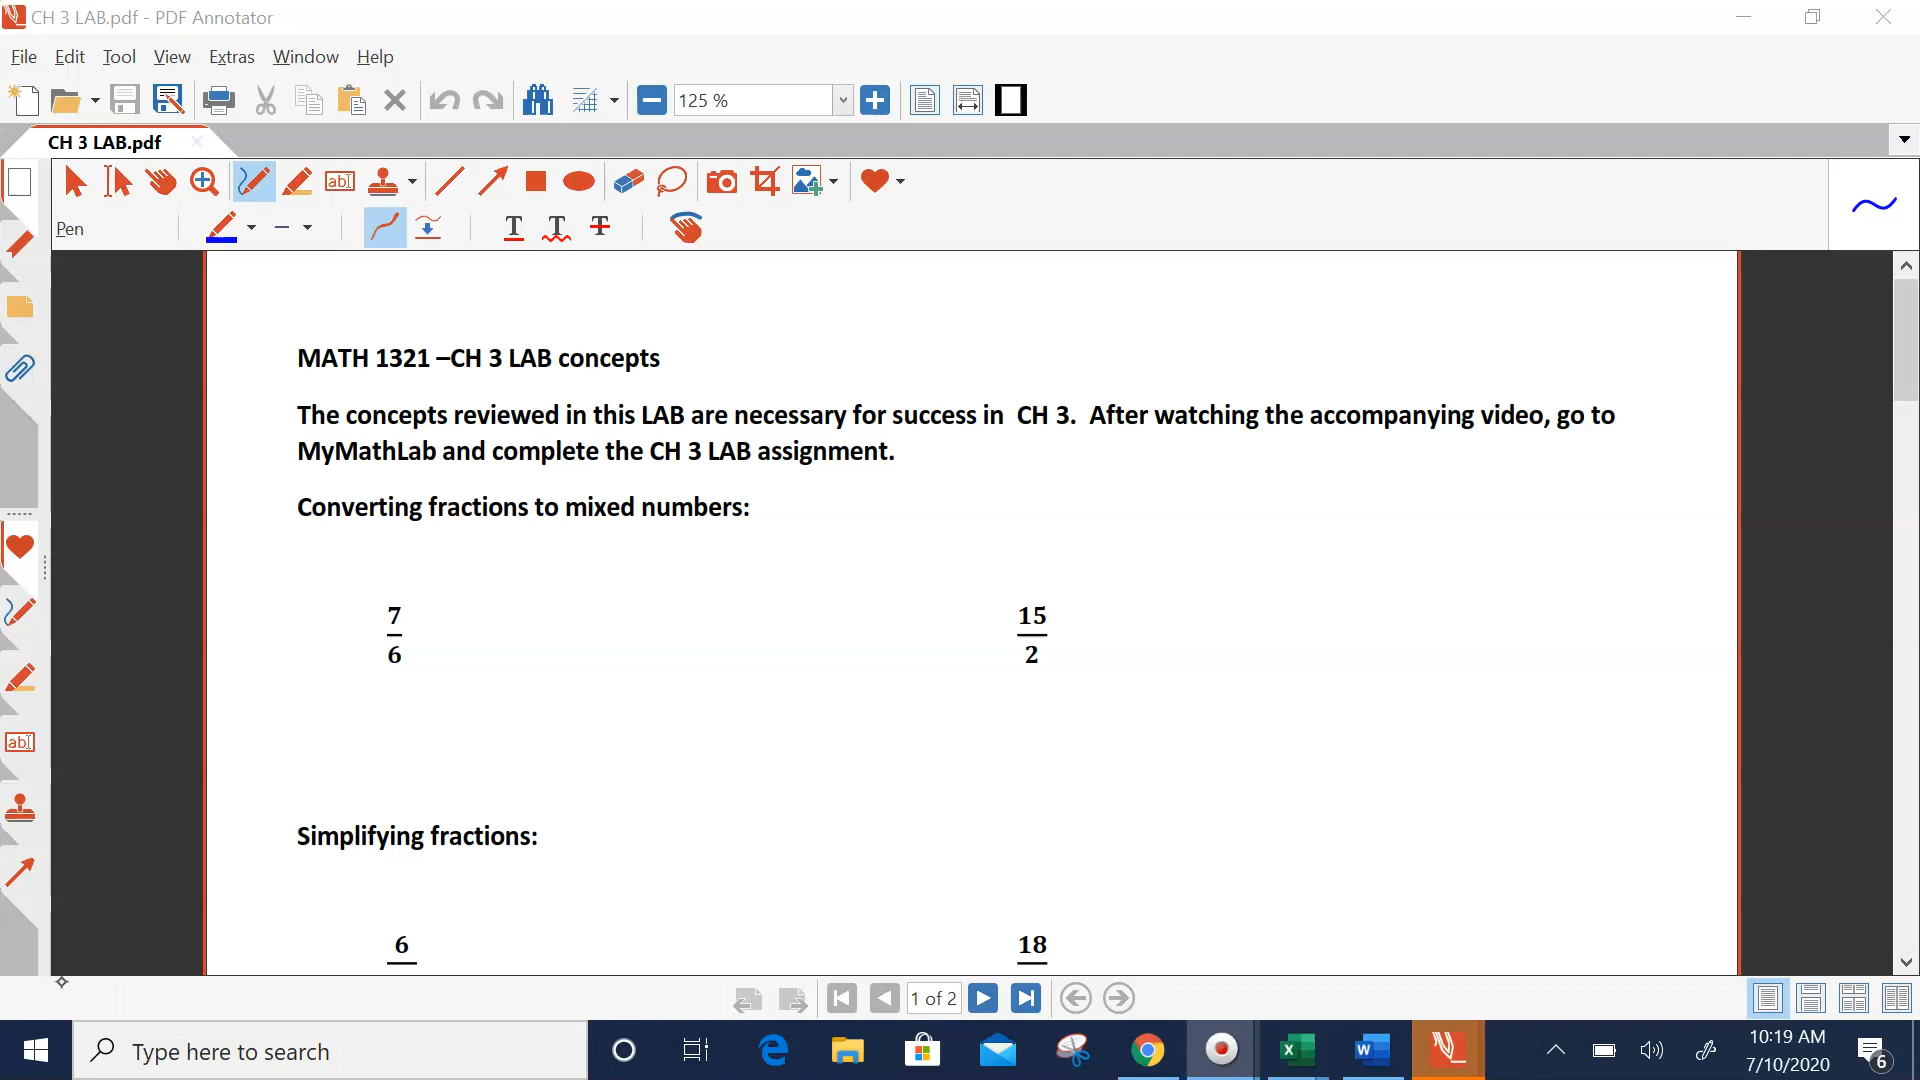 CH 3 LAB.pdf - PDF Annotator
File Edit Tool View Extras Window Help
125 %
CH 3 LAB.pdf
Pen
MATH 1321 –CH 3 LAB concepts
The concepts reviewed in this LAB are necessary for success in CH 3. After watching the accompanying video, go to
MyMathLab and complete the CH 3 LAB assignment.
Converting fractions to mixed numbers:
7 15
6 2
Simplifying fractions:
6 18
1 of 2
Type here to search
10:19 AM
7/10/2020
6